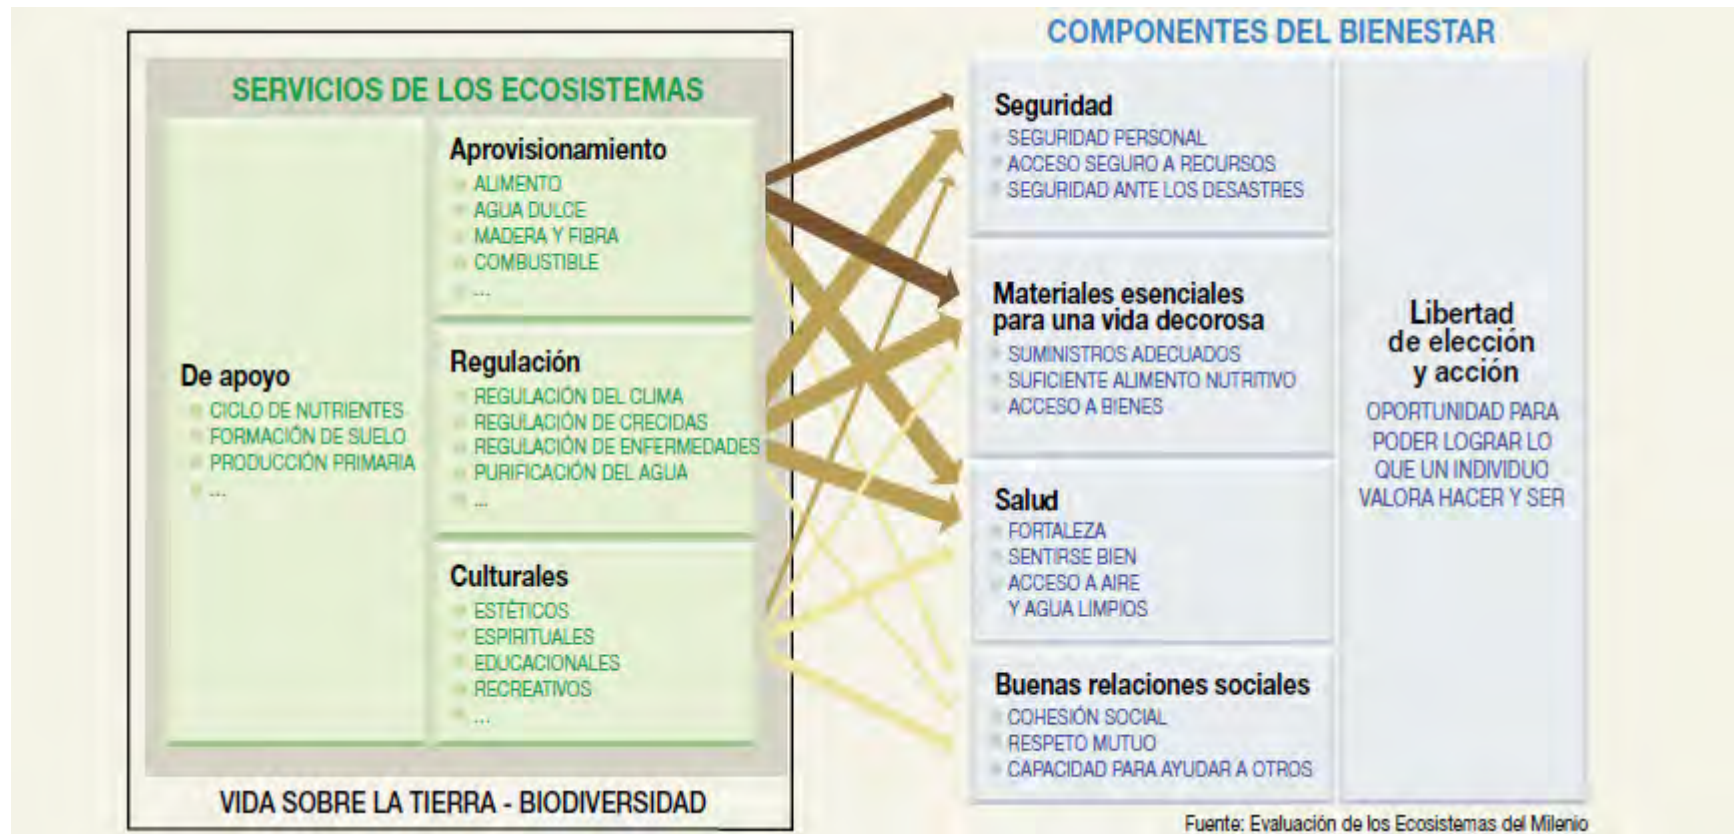 COMPONENTES DEL BIENESTAR
SERVICIOS DE LOS ECOSISTEMAS
De apoyo
CICLO DE NUTRIENTES
FORMACIÓN DE SUELO
PRODUCCIÓN PRIMARIA
...
Aprovisionamiento
ALIMENTO
AGUA DULCE
MADERA Y FIBRA
COMBUSTIBLE
...
Regulación
REGULACIÓN DEL CLIMA
REGULACIÓN DE CRECIDAS
REGULACIÓN DE ENFERMEDADES
PURIFICACIÓN DEL AGUA
...
Culturales
ESTÉTICOS
ESPIRITUALES
EDUCACIONALES
RECREATIVOS
...
VIDA SOBRE LA TIERRA - BIODIVERSIDAD
Seguridad
SEGURIDAD PERSONAL
ACCESO SEGURO A RECURSOS
SEGURIDAD ANTE LOS DESASTRES
Materiales esenciales
para una vida decorosa
SUMINISTROS ADECUADOS
SUFICIENTE ALIMENTO NUTRITIVO
ACCESO A BIENES
Salud
FORTALEZA
SENTIRSE BIEN
ACCESO A AIRE
Y AGUA LIMPIOS
Buenas relaciones sociales
COHESIÓN SOCIAL
RESPETO MUTUO
CAPACIDAD PARA AYUDAR A OTROS
Libertad
de elección
y acción
OPORTUNIDAD PARA
PODER LOGRAR LO
QUE UN INDIVIDUO
VALORA HACER Y SER
Fuente: Evaluación de los Ecosistemas del Milenio